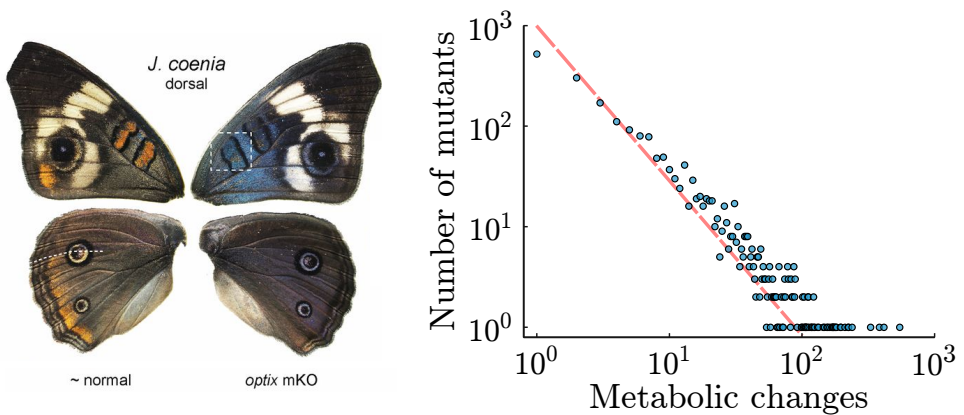 J. coenia
dorsal
~ normal
optix mKO
Number of mutants
10³
10²
10¹
10⁰
10⁰ 10¹ 10² 10³
Metabolic changes